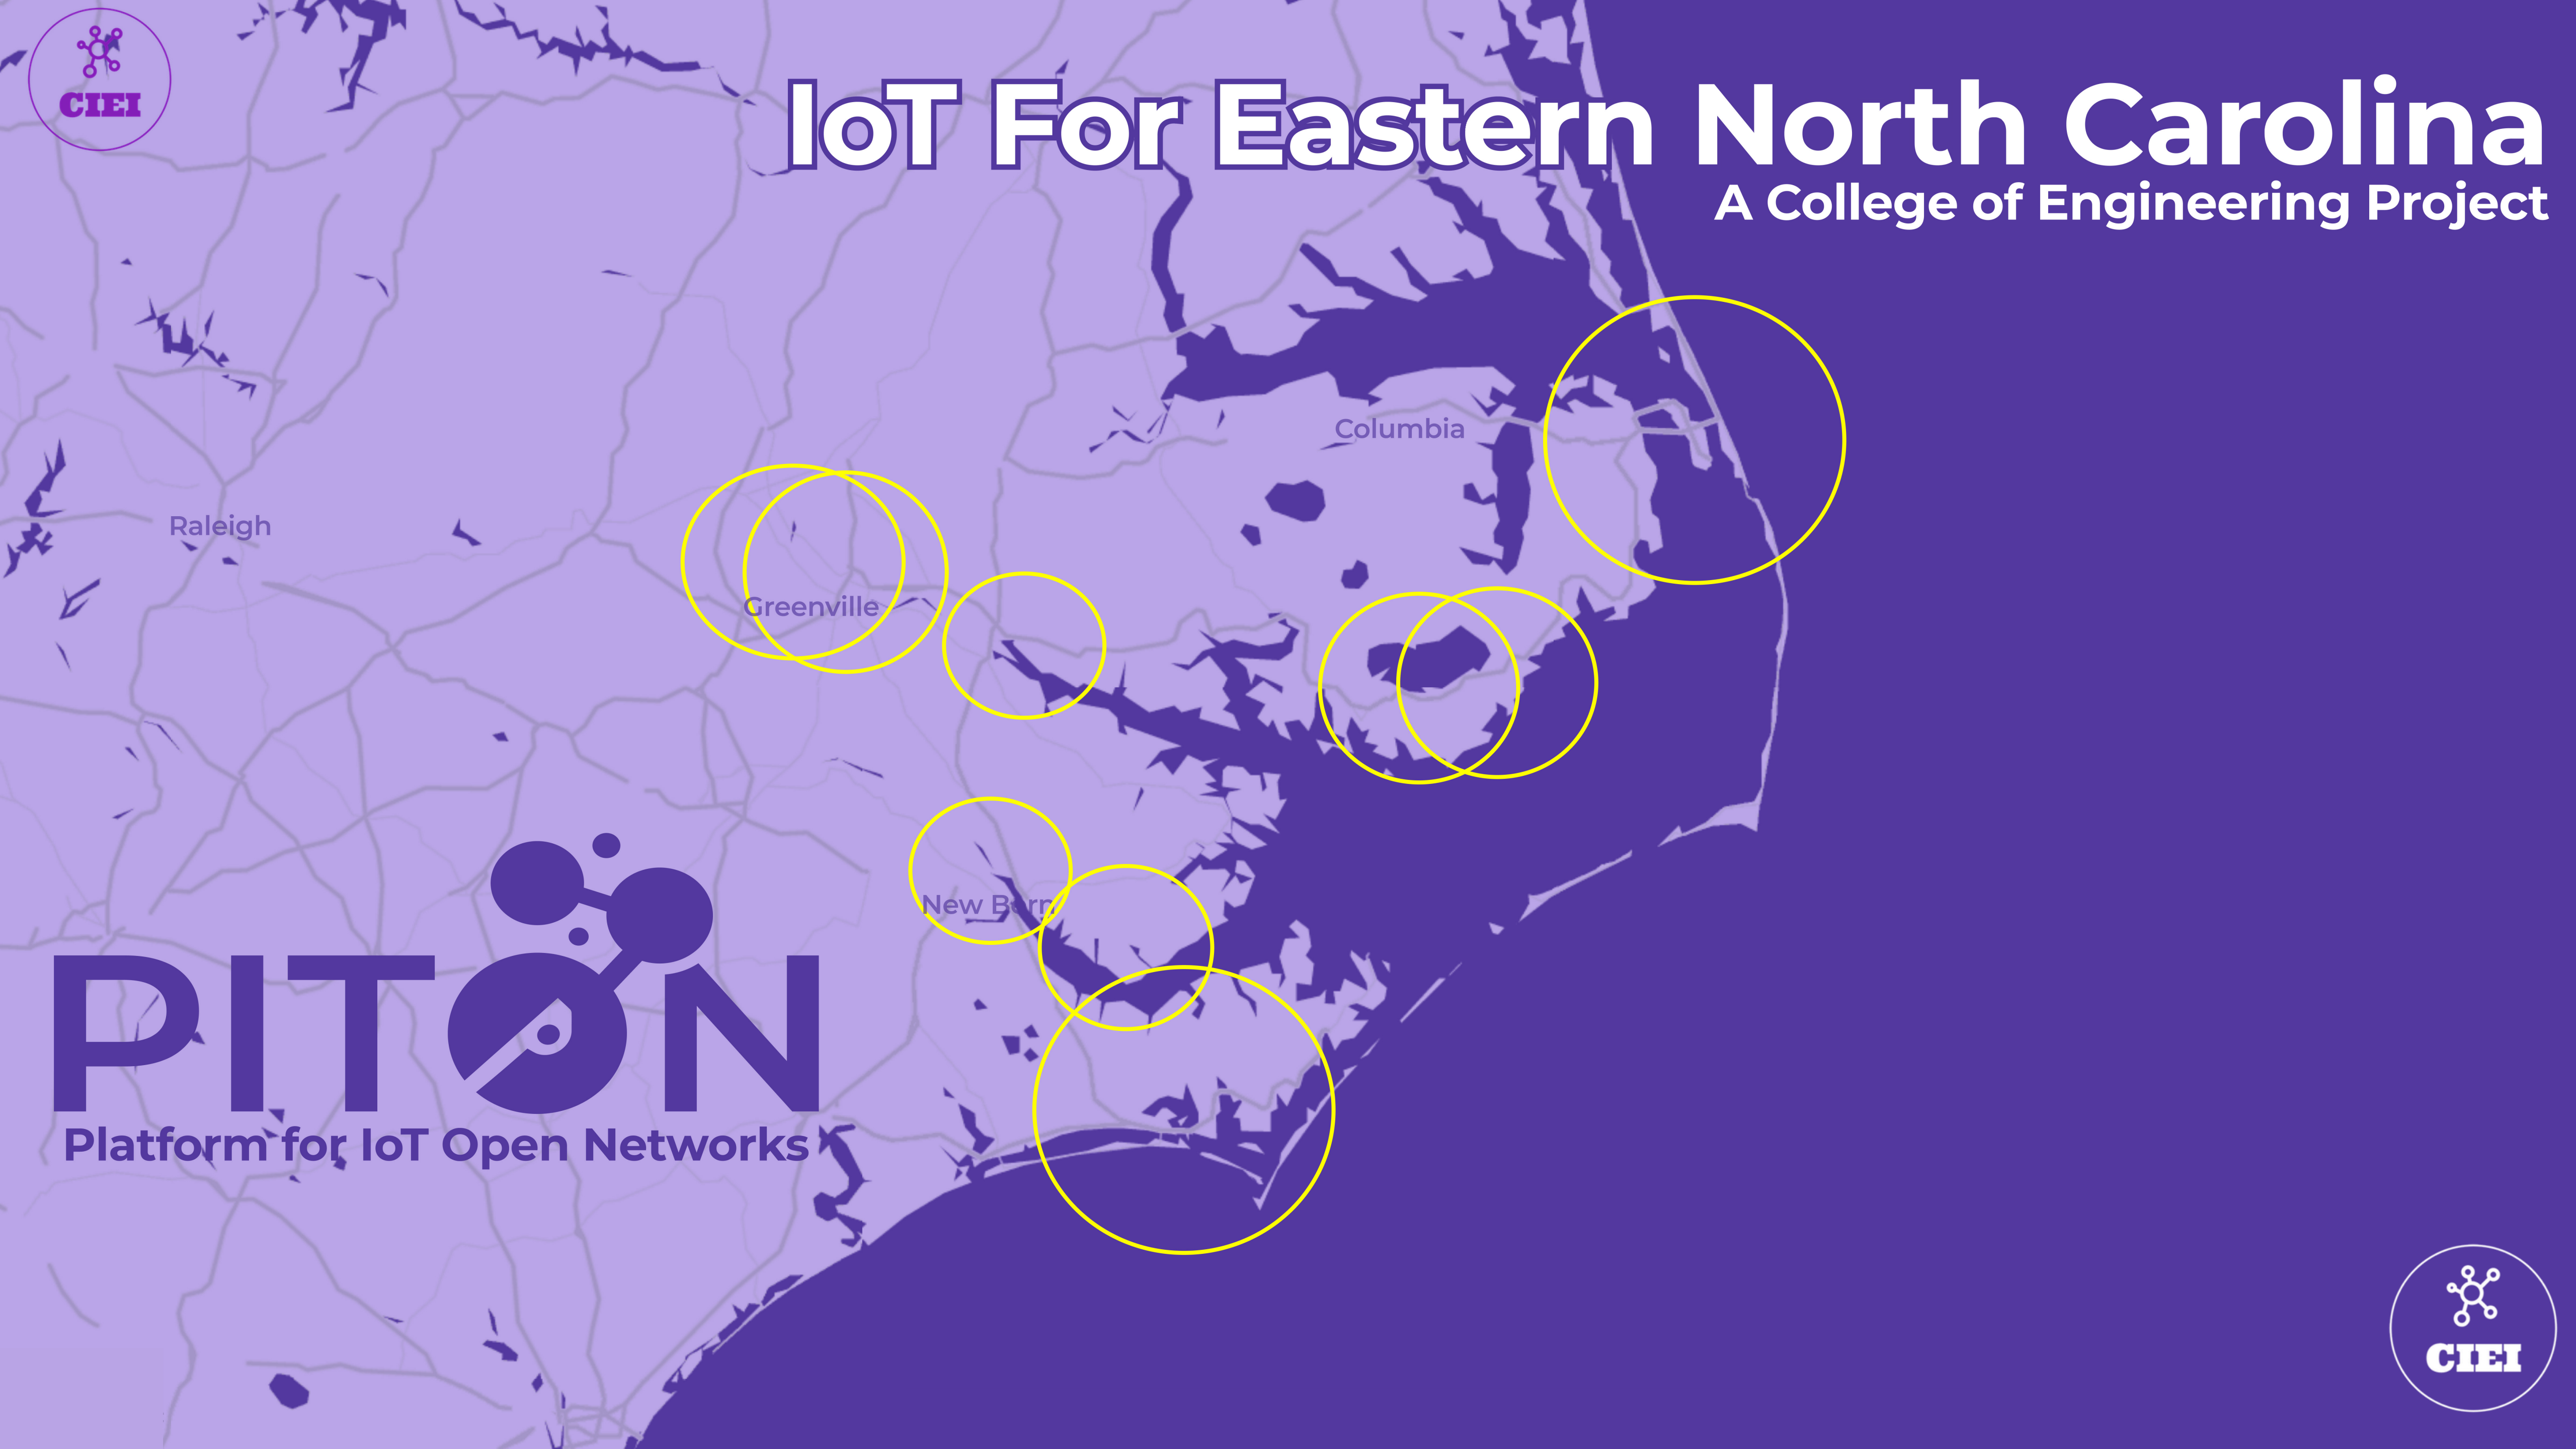 CIEI
IoT For Eastern North Carolina
A College of Engineering Project
Columbia
Raleigh
Greenville
New Bern
PITON
Platform for IoT Open Networks
CIEI